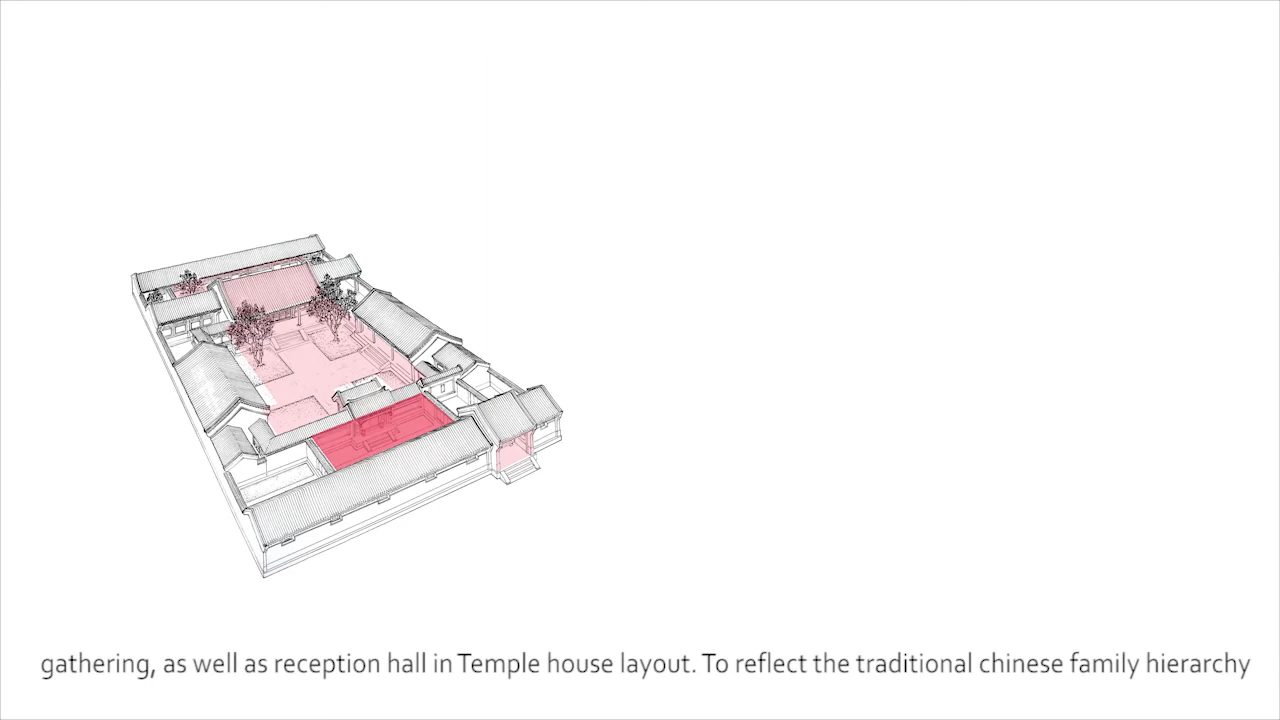 gathering, as well as reception hall in Temple house layout. To reflect the traditional chinese family hierarchy